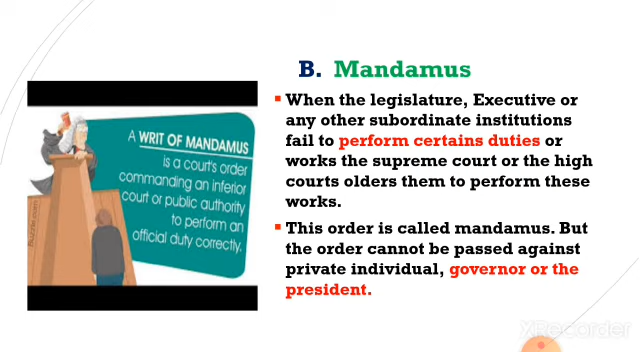 B. Mandamus
When the legislature, Executive or
any other subordinate institutions
fail to perform certains duties or
works the supreme court or the high
courts olders them to perform these
works.
This order is called mandamus. But
the order cannot be passed against
private individual, governor or the
president.
A WRIT OF MANDAMUS
is a court's order
commanding an inferior
court or public authority
to perform an
official duty correctly.
Buzzle.com
XRecorder